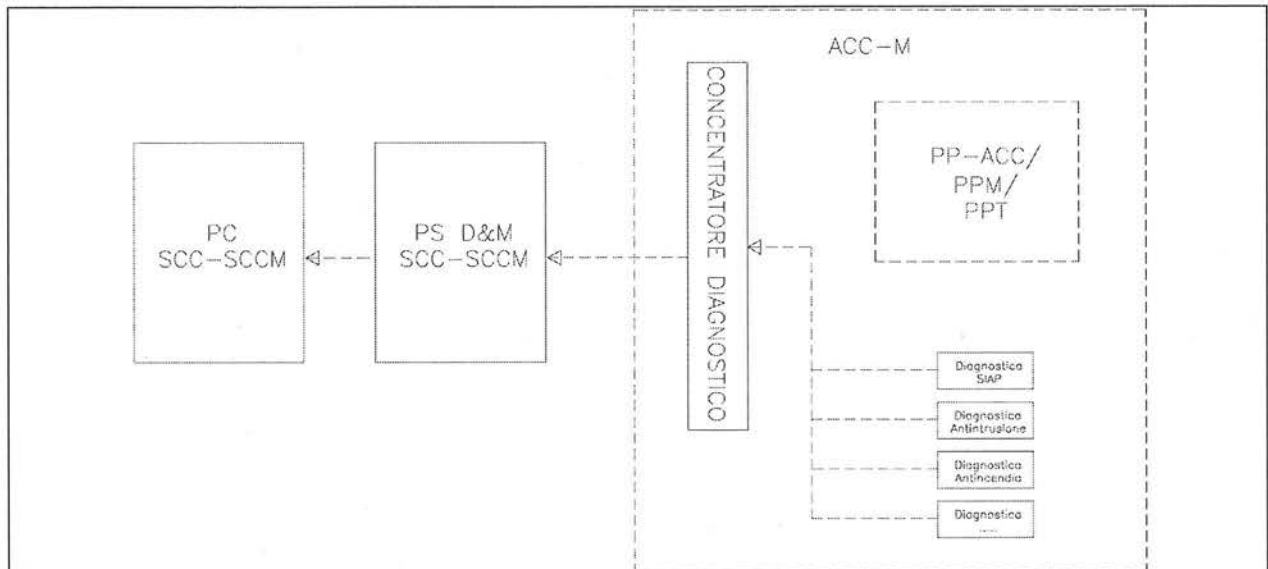 ACC-M
CONCENTRATORE DIAGNOSTICO
PP-ACC/
PPM/
PPT
PC
SCC-SCCM
PS D&M
SCC-SCCM
Diagnostica
SIAP
Diagnostica
Antintrusione
Diagnostica
Antincendio
Diagnostica
.....